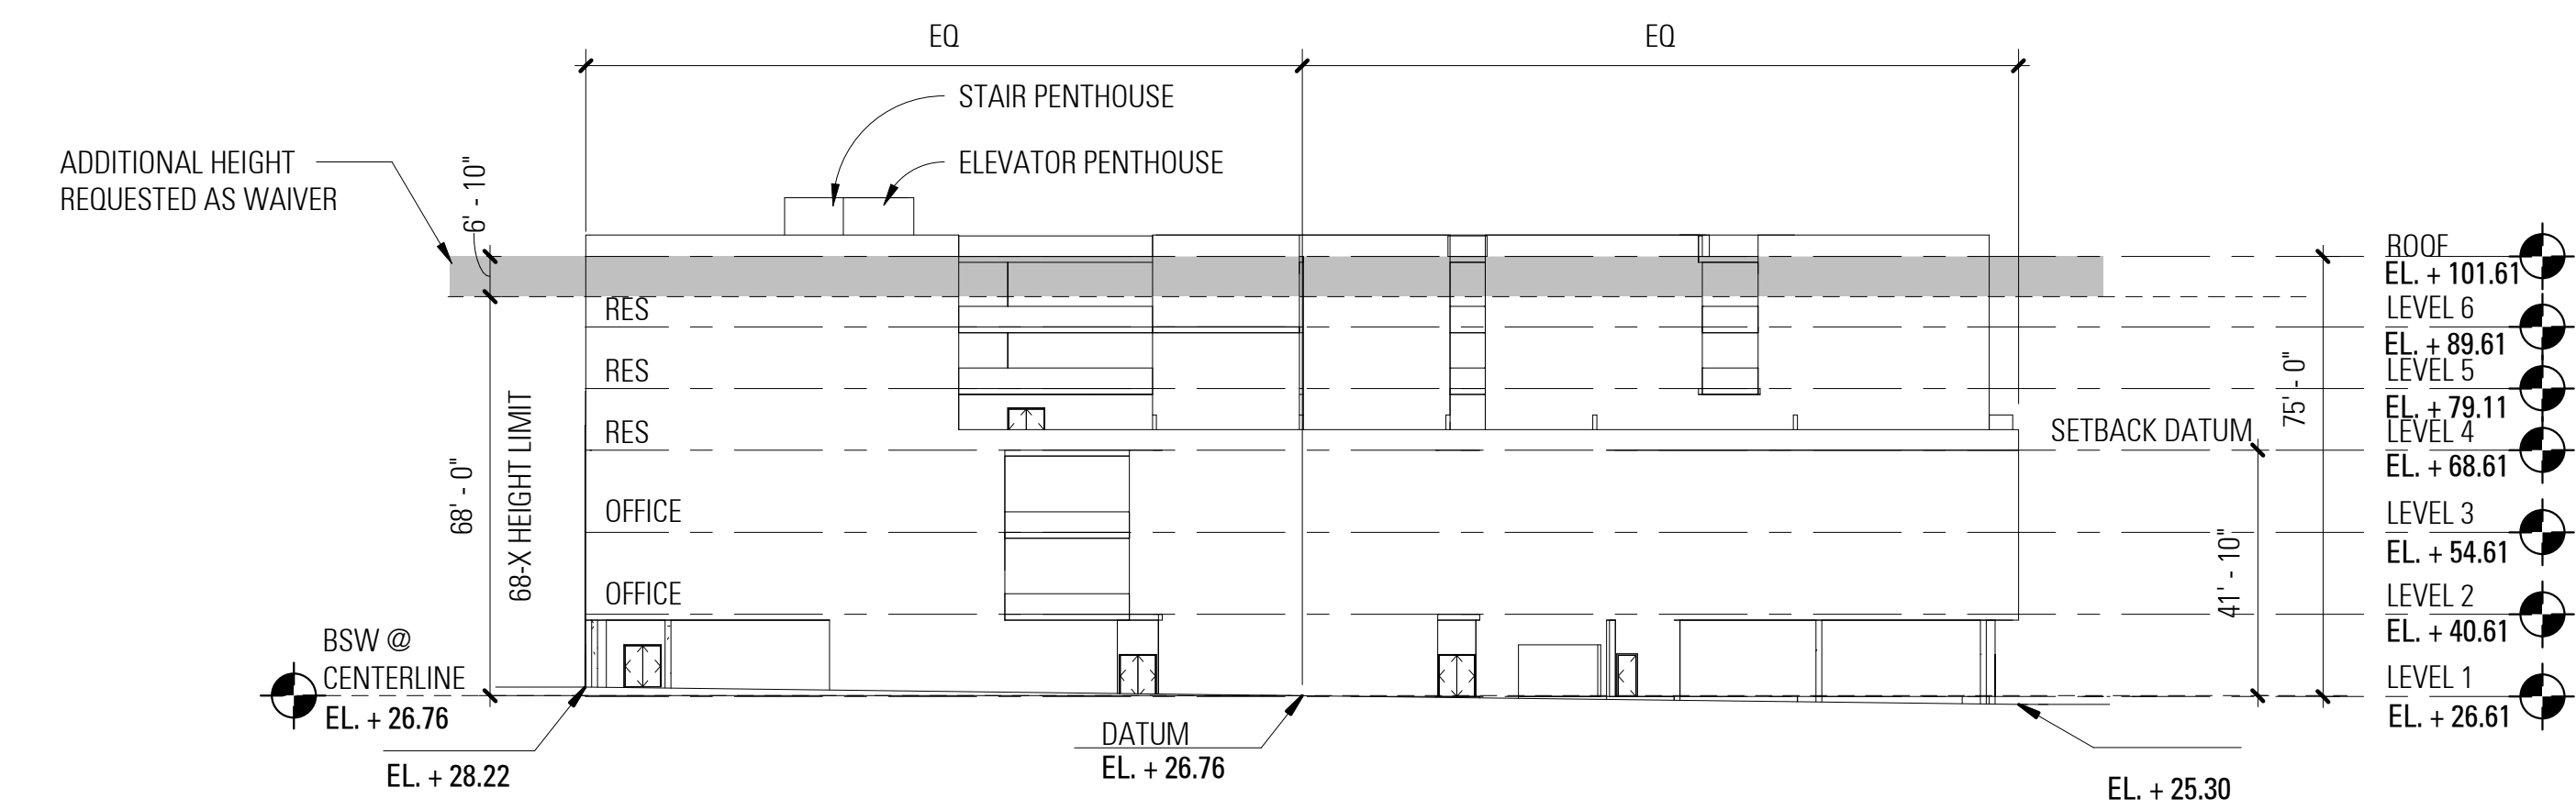 EQ
EQ
STAIR PENTHOUSE
ELEVATOR PENTHOUSE
ADDITIONAL HEIGHT
REQUESTED AS WAIVER
6' - 10"
68' - 0"
68-X HEIGHT LIMIT
RES
RES
RES
OFFICE
OFFICE
BSW @
CENTERLINE
EL. + 26.76
EL. + 28.22
DATUM
EL. + 26.76
EL. + 25.30
SETBACK DATUM
41' - 10"
75' - 0"
ROOF
EL. + 101.61
LEVEL 6
EL. + 89.61
LEVEL 5
EL. + 79.11
LEVEL 4
EL. + 68.61
LEVEL 3
EL. + 54.61
LEVEL 2
EL. + 40.61
LEVEL 1
EL. + 26.61